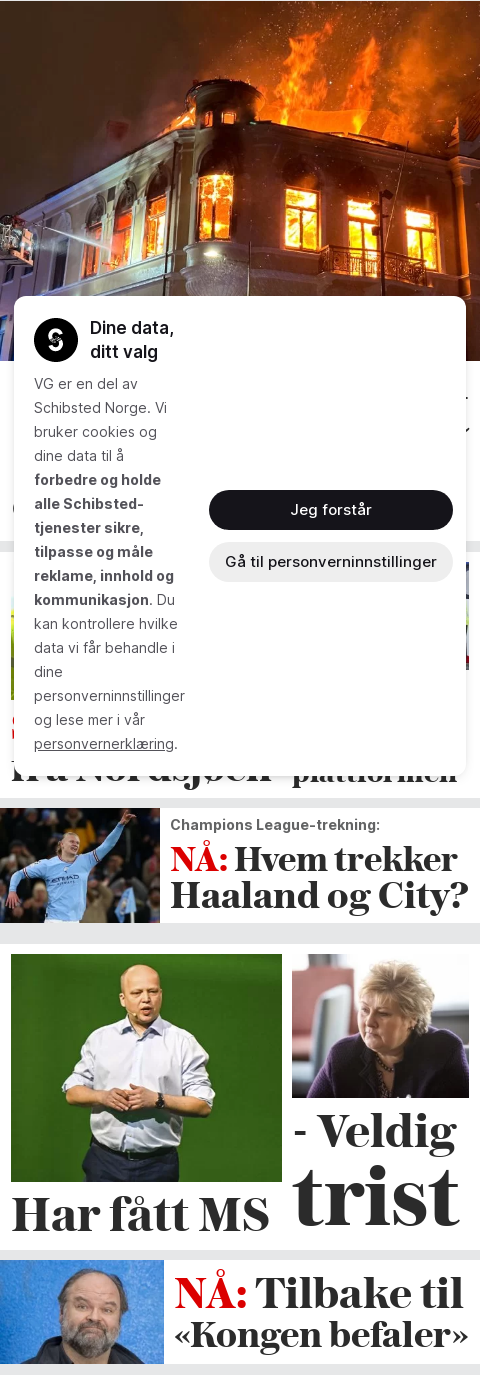 Dine data,
ditt valg
VG er en del av
Schibsted Norge. Vi
bruker cookies og
dine data til å
forbedre og holde
alle Schibsted-
tjenester sikre,
tilpasse og måle
reklame, innhold og
kommunikasjon. Du
kan kontrollere hvilke
data vi får behandle i
dine
personverninnstillinger
og lese mer i vår
personvernerklæring.
Jeg forstår
Gå til personverninnstillinger
fra Nordsjøen
plattformen
Champions League-trekning:
NÅ: Hvem trekker
Haaland og City?
Har fått MS
- Veldig
trist
NÅ: Tilbake til
«Kongen befaler»